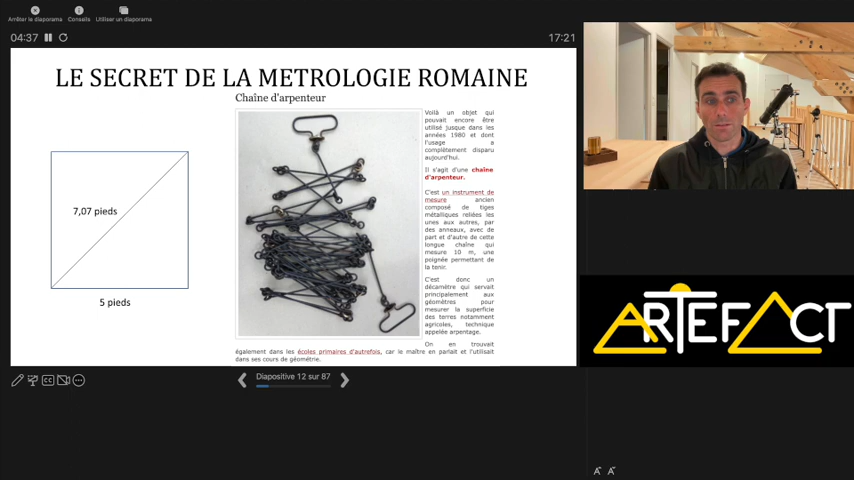 Arrêter le diaporama Conseils Utiliser un diaporama
04:37 17:21
LE SECRET DE LA METROLOGIE ROMAINE
Chaîne d'arpenteur
7,07 pieds
5 pieds
Voilà un objet qui
pouvait encore être
utilisé jusque dans les
années 1980 et dont
l'usage a
complètement disparu
aujourd'hui.
Il s'agit d'une chaîne
d'arpenteur.
C'est un instrument de
mesure ancien
composé de tiges
métalliques reliées les
unes aux autres, par
des anneaux, avec de
part et d'autre de cette
longue chaîne qui
mesure 10 m, une
poignée permettant de
la tenir.
C'est donc un
décamètre qui servait
principalement aux
géomètres pour
mesurer la superficie
des terres notamment
agricoles, technique
appelée arpentage.
On en trouvait
également dans les écoles primaires d'autrefois, car le maître en parlait et l'utilisait
dans ses cours de géométrie.
CC
Diapositive 12 sur 87
ARTEFACT
A A